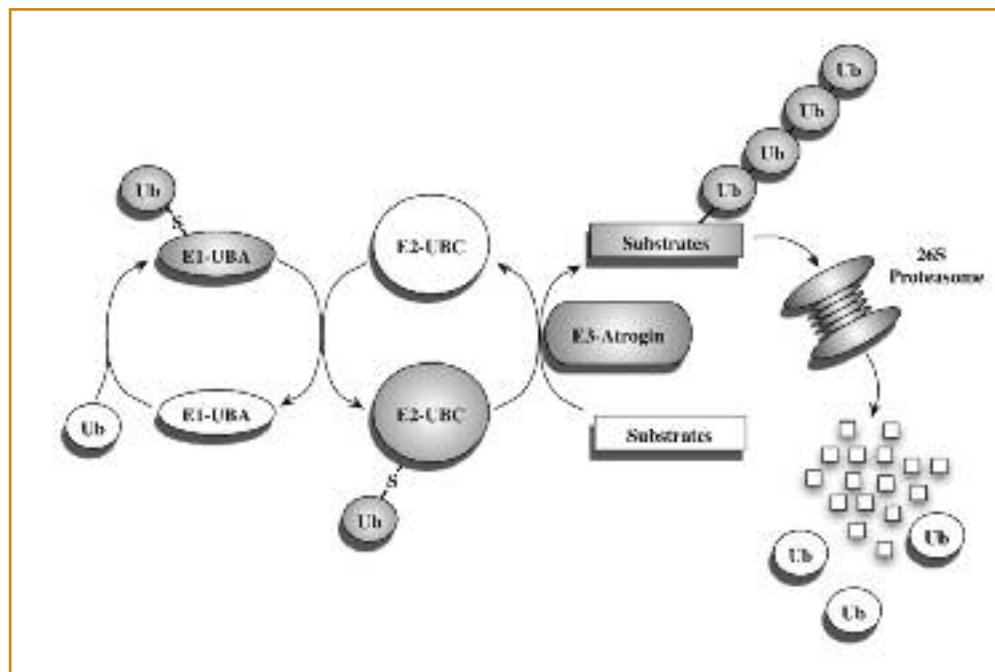 Ub
Ub
Ub
Ub
Ub
S
E1-UBA
E2-UBC
Substrates
26S
Proteasome
E3-Atrogin
Ub
E1-UBA
E2-UBC
Substrates
S
Ub
Ub
Ub
Ub